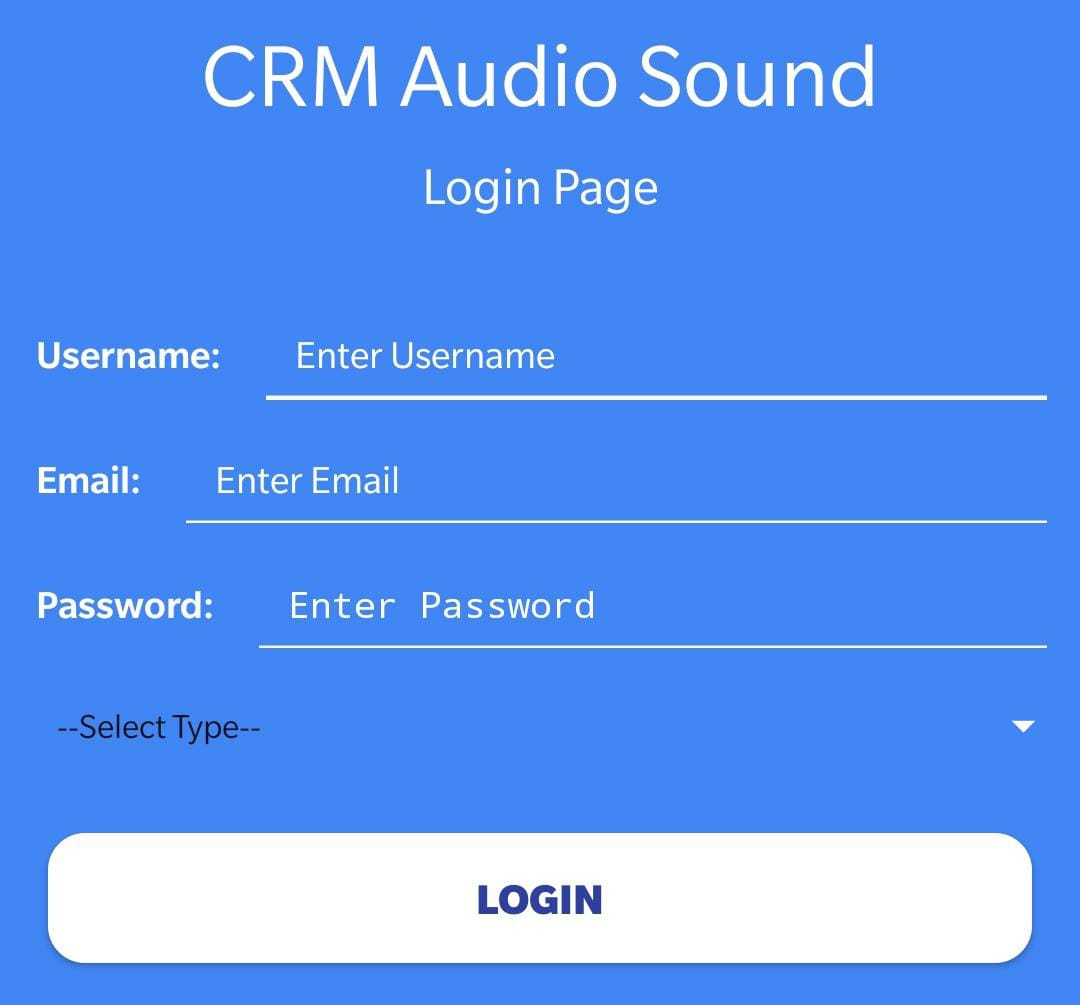 CRM Audio Sound
Login Page
Username: Enter Username
Email: Enter Email
Password: Enter Password
--Select Type--
LOGIN